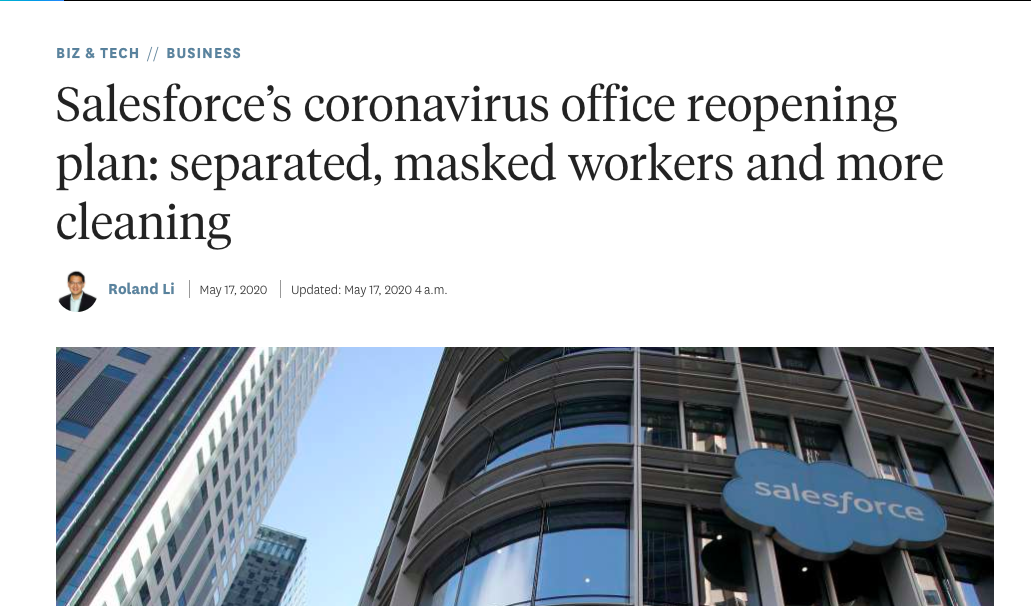 BIZ & TECH // BUSINESS
Salesforce’s coronavirus office reopening
plan: separated, masked workers and more
cleaning
Roland Li | May 17, 2020 | Updated: May 17, 2020 4 a.m.
salesforce